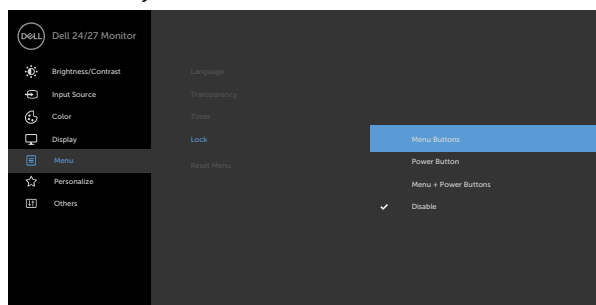 DELL
Dell 24/27 Monitor
Brightness/Contrast
Input Source
Color
Display
Menu
Personalize
Others
Language
Transparency
Timer
Lock
Reset Menu
Menu Buttons
Power Button
Menu + Power Buttons
Disable